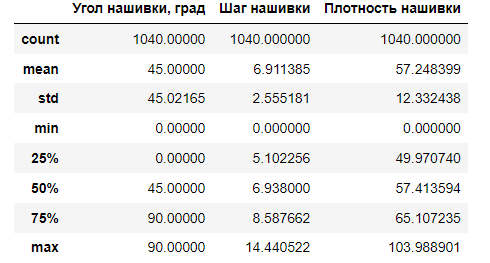 Угол нашивки, град Шаг нашивки Плотность нашивки
count 1040.00000 1040.000000 1040.000000
mean 45.00000 6.911385 57.248399
std 45.02165 2.555181 12.332438
min 0.00000 0.000000 0.000000
25% 0.00000 5.102256 49.970740
50% 45.00000 6.938000 57.413594
75% 90.00000 8.587662 65.107235
max 90.00000 14.440522 103.988901